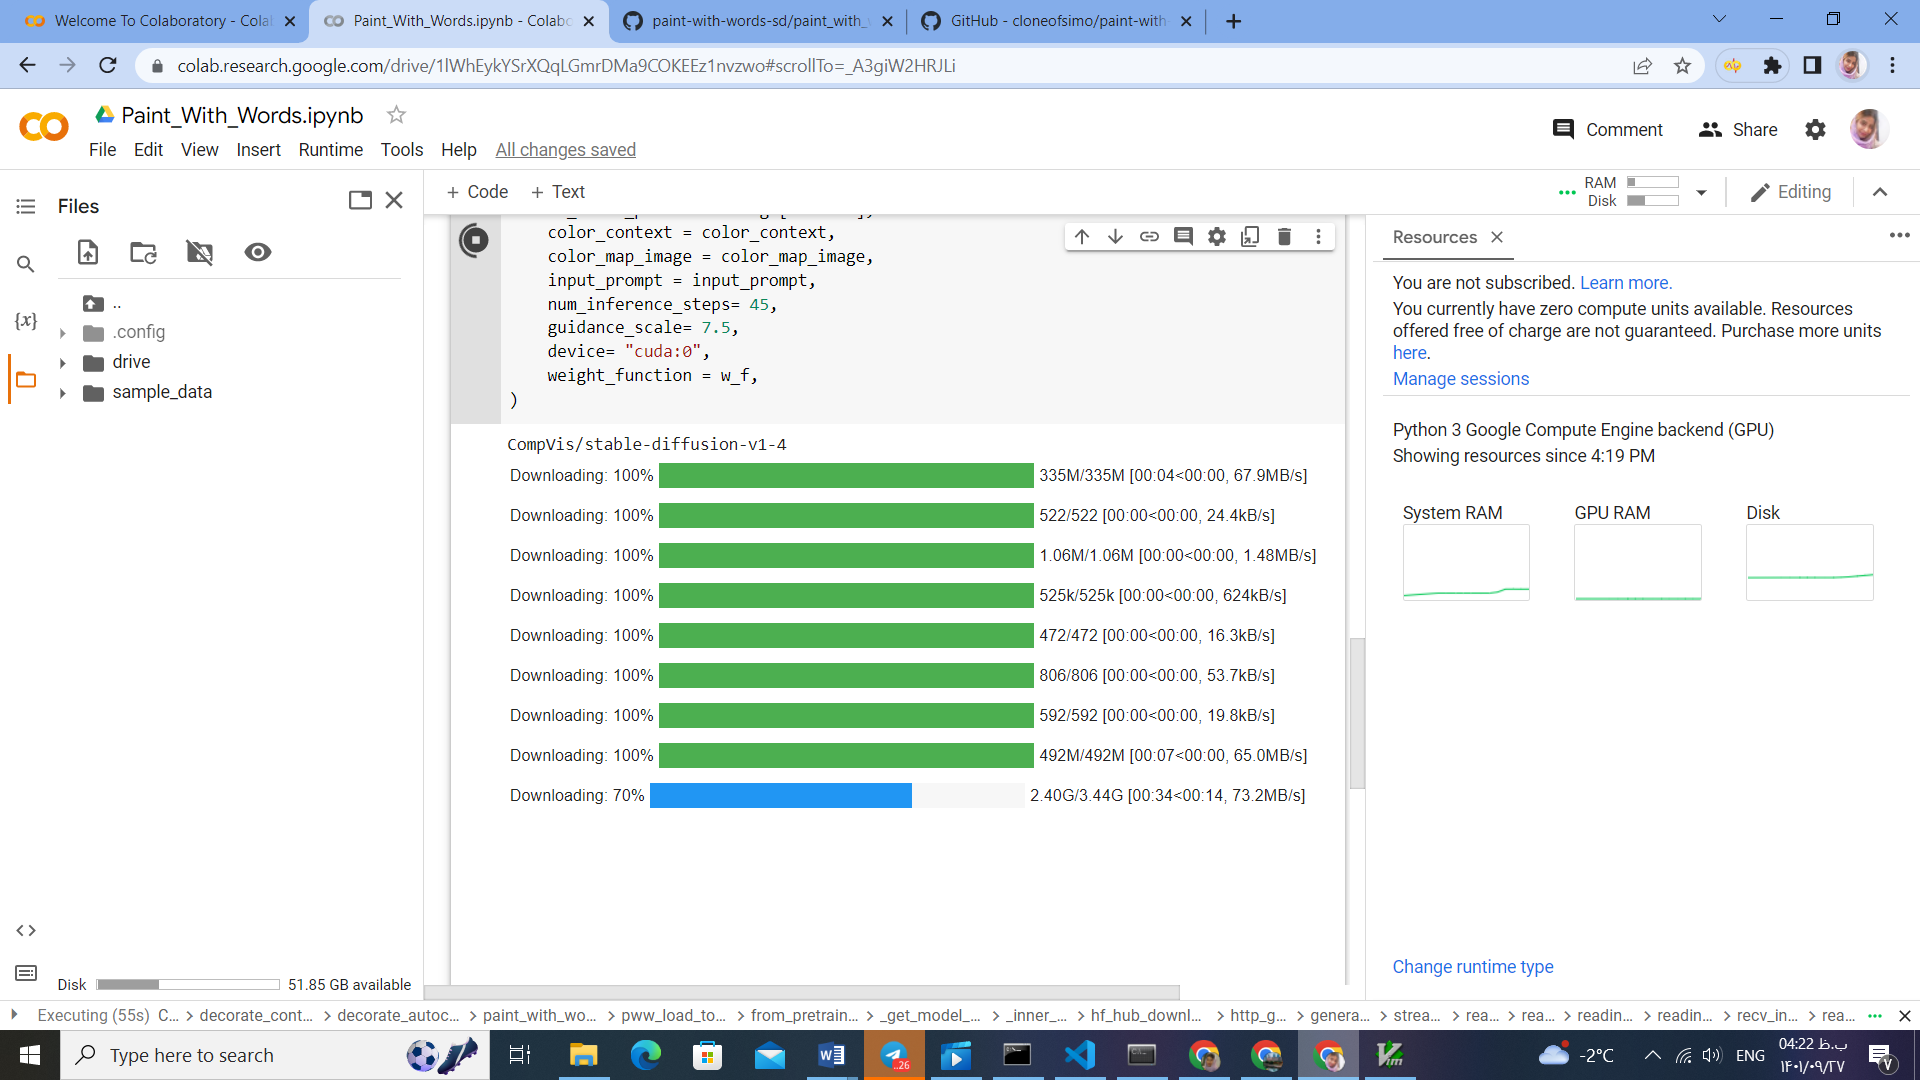 Welcome To Colaboratory - Colab
Paint_With_Words.ipynb - Colabo
paint-with-words-sd/paint_with_
GitHub - cloneofsimo/paint-with-
colab.research.google.com/drive/1lWhEykYSrXQqLGmrDMa9COKEEz1nvzwo#scrollTo=_A3giW2HRJLi
Paint_With_Words.ipynb
File Edit View Insert Runtime Tools Help All changes saved
Comment
Share
Files
+ Code + Text
RAM
Disk
Editing
..
.config
drive
sample_data
{x}
color_context = color_context,
color_map_image = color_map_image,
input_prompt = input_prompt,
num_inference_steps= 45,
guidance_scale= 7.5,
device= "cuda:0",
weight_function = w_f,
)
CompVis/stable-diffusion-v1-4
Downloading: 100% 335M/335M [00:04<00:00, 67.9MB/s]
Downloading: 100% 522/522 [00:00<00:00, 24.4kB/s]
Downloading: 100% 1.06M/1.06M [00:00<00:00, 1.48MB/s]
Downloading: 100% 525k/525k [00:00<00:00, 624kB/s]
Downloading: 100% 472/472 [00:00<00:00, 16.3kB/s]
Downloading: 100% 806/806 [00:00<00:00, 53.7kB/s]
Downloading: 100% 592/592 [00:00<00:00, 19.8kB/s]
Downloading: 100% 492M/492M [00:07<00:00, 65.0MB/s]
Downloading: 70% 2.40G/3.44G [00:34<00:14, 73.2MB/s]
Resources
You are not subscribed. Learn more.
You currently have zero compute units available. Resources
offered free of charge are not guaranteed. Purchase more units
here.
Manage sessions
Python 3 Google Compute Engine backend (GPU)
Showing resources since 4:19 PM
System RAM
GPU RAM
Disk
Change runtime type
Disk 51.85 GB available
Executing (55s) C... > decorate_cont... > decorate_autoc... > paint_with_wo... > pww_load_to... > from_pretrain... > _get_model_... > _inner_... > hf_hub_downl... > http_g... > genera... > strea... > rea... > rea... > readin... > readin... > recv_in... > rea...
Type here to search
..26
-2°C
ENG
04:22 ب.ظ
۱۴۰۱/۰۹/۲۷